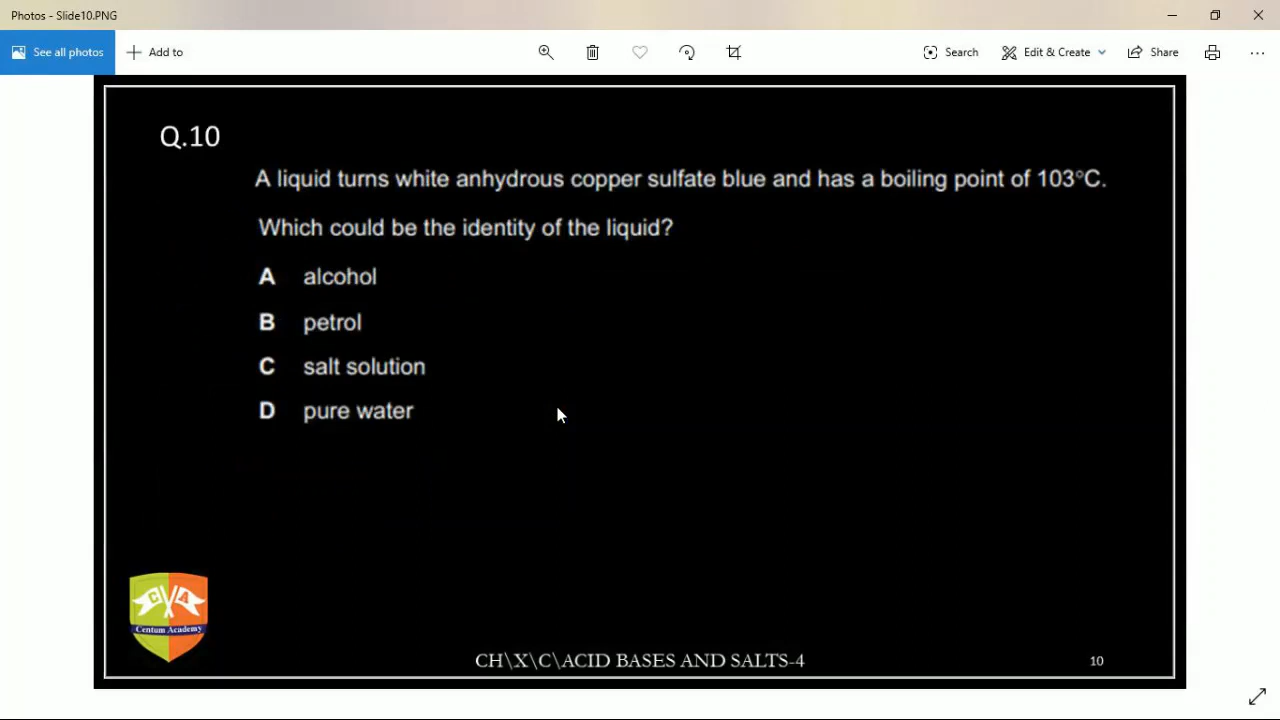 Photos - Slide10.PNG
See all photos
Add to
Search
Edit & Create
Share
Q.10
A liquid turns white anhydrous copper sulfate blue and has a boiling point of 103°C.
Which could be the identity of the liquid?
A alcohol
B petrol
C salt solution
D pure water
C A
Centum Academy
CH\X\C\ACID BASES AND SALTS-4
10